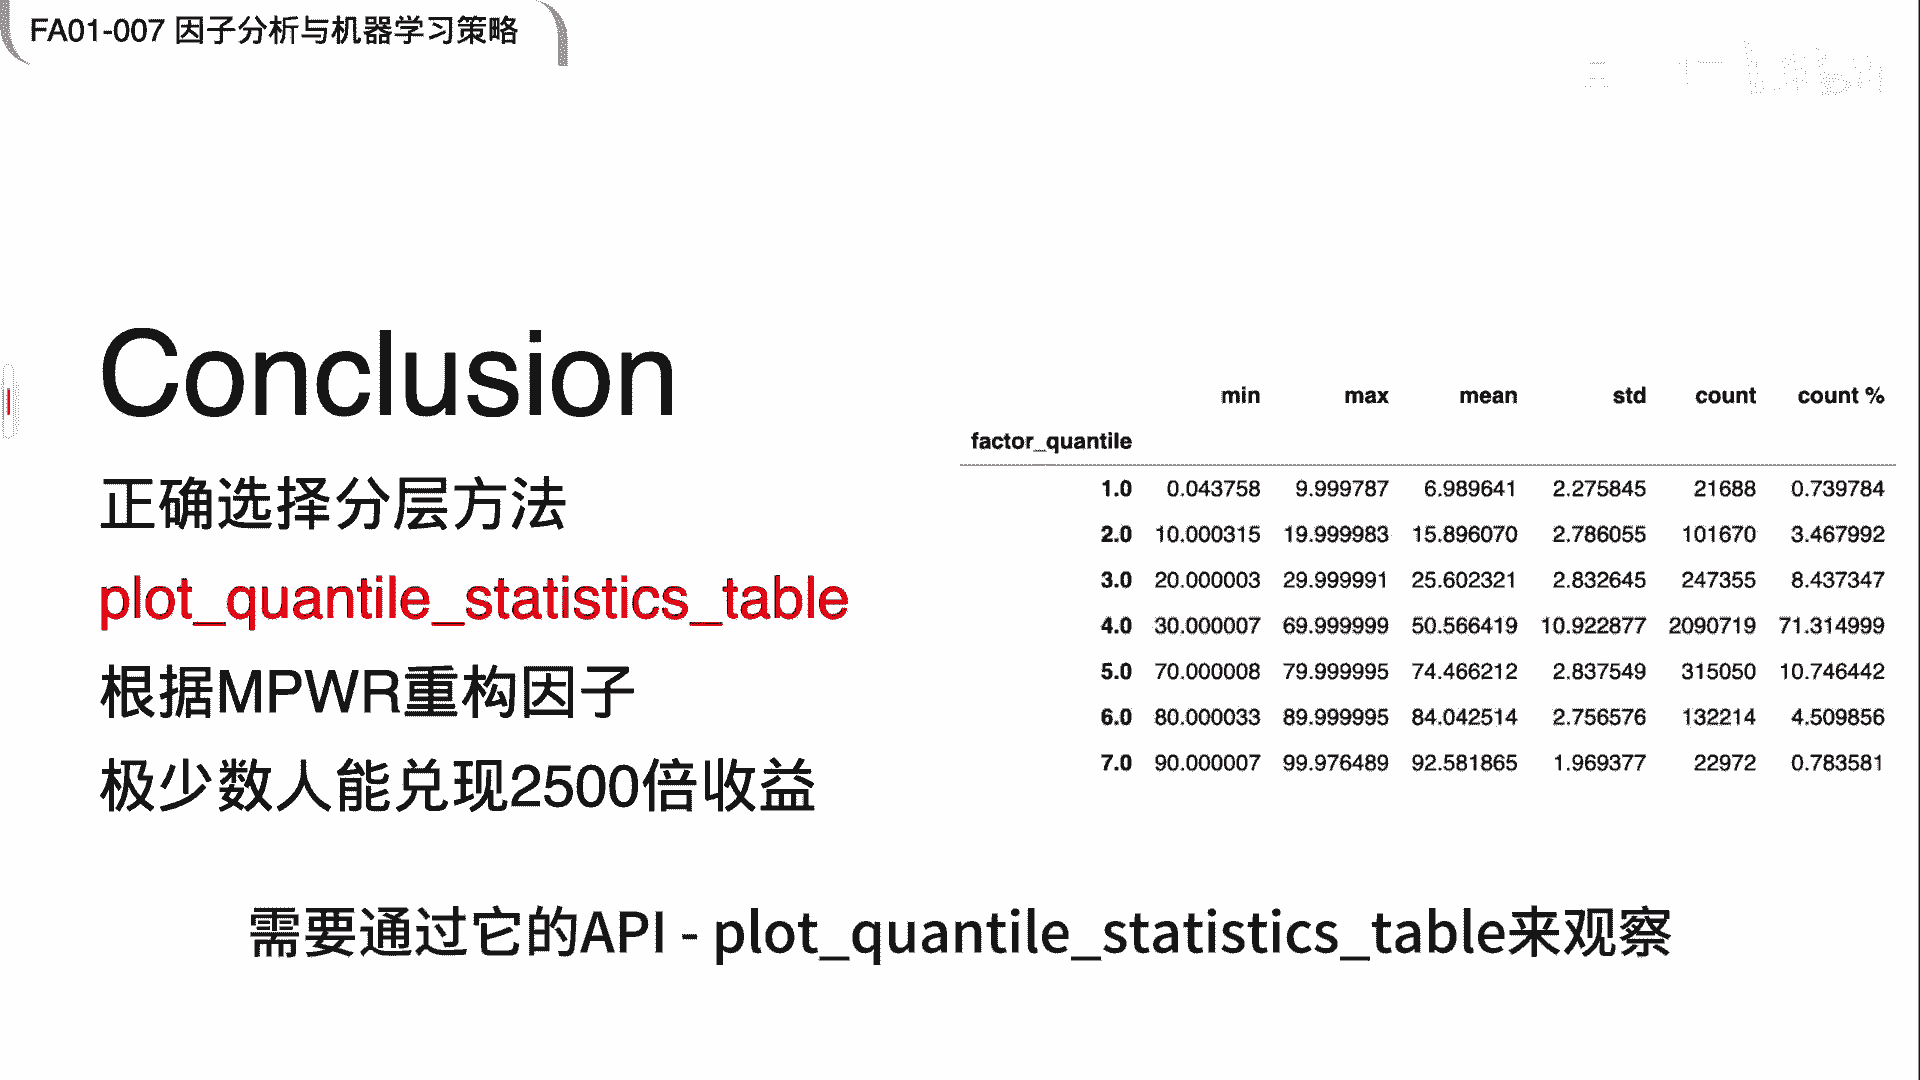 FA01-007 因子分析与机器学习策略
Conclusion
正确选择分层方法
plot_quantile_statistics_table
根据MPWR重构因子
极少数人能兑现2500倍收益
min max mean std count count %
factor_quantile
1.0 0.043758 9.999787 6.989641 2.275845 21688 0.739784
2.0 10.000315 19.999983 15.896070 2.786055 101670 3.467992
3.0 20.000003 29.999991 25.602321 2.832645 247355 8.437347
4.0 30.000007 69.999999 50.566419 10.922877 2090719 71.314999
5.0 70.000008 79.999995 74.466212 2.837549 315050 10.746442
6.0 80.000033 89.999995 84.042514 2.756576 132214 4.509856
7.0 90.000007 99.976489 92.581865 1.969377 22972 0.783581
需要通过它的API - plot_quantile_statistics_table来观察